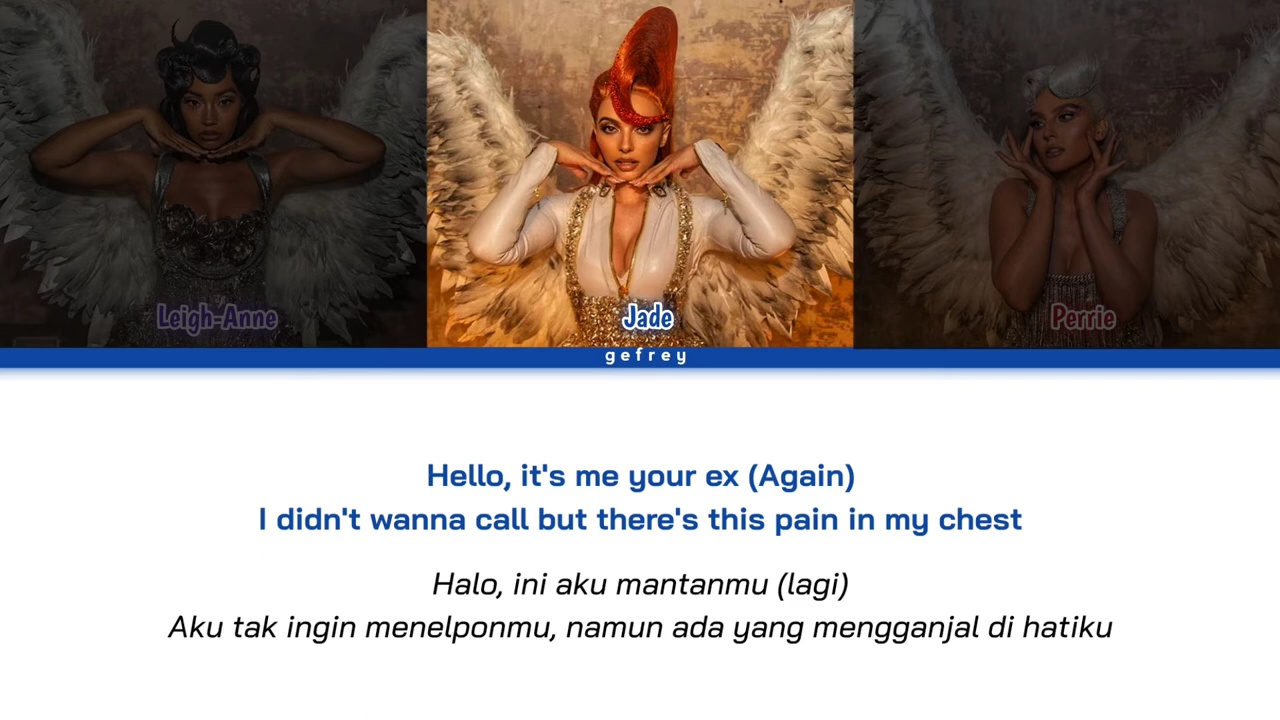 Leigh-Anne
Jade
Perrie
gefrey
Hello, it's me your ex (Again)
I didn't wanna call but there's this pain in my chest
Halo, ini aku mantanmu (lagi)
Aku tak ingin menelponmu, namun ada yang mengganjal di hatiku